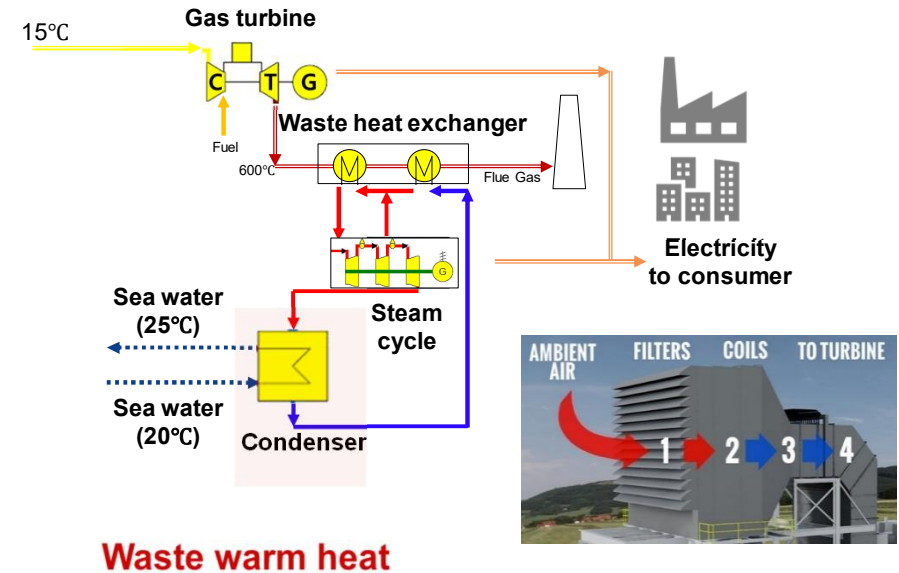 Gas turbine
15℃
C
T
G
Fuel
Waste heat exchanger
600℃
Flue Gas
G
Electricity
to consumer
Steam
cycle
Sea water
(25℃)
Sea water
(20℃)
Condenser
AMBIENT
AIR
FILTERS
COILS
TO TURBINE
1
2
3
4
Waste warm heat